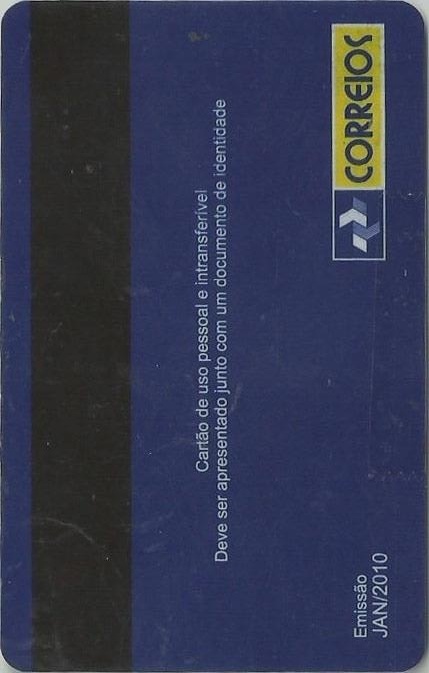 CORREIOS
Cartão de uso pessoal e intransferível
Deve ser apresentado junto com um documento de identidade
Emissão
JAN/2010